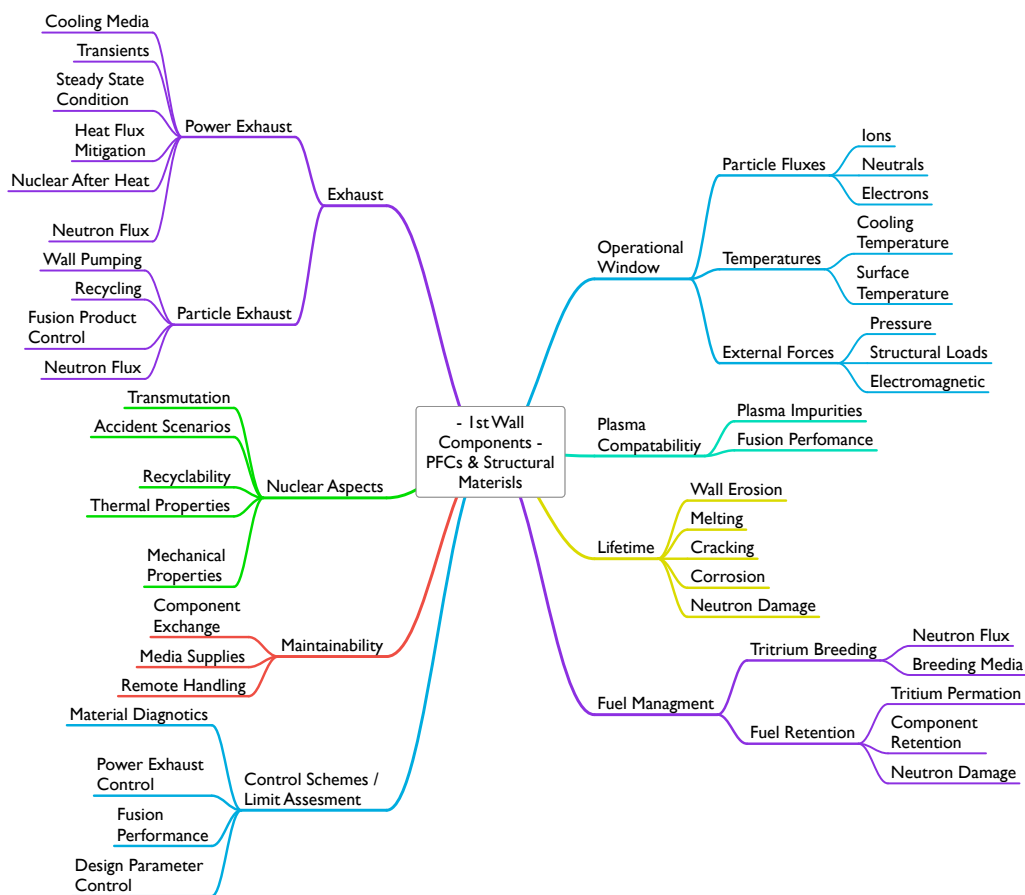 Cooling Media
Transients
Steady State
Condition
Heat Flux
Mitigation
Nuclear After Heat
Neutron Flux
Power Exhaust
Exhaust
Wall Pumping
Recycling
Fusion Product
Control
Neutron Flux
Particle Exhaust
Transmutation
Accident Scenarios
Recyclability
Thermal Properties
Mechanical
Properties
Nuclear Aspects
Component
Exchange
Media Supplies
Remote Handling
Maintainability
Material Diagnotics
Power Exhaust
Control
Fusion
Performance
Design Parameter
Control
Control Schemes /
Limit Assesment
- 1st Wall
Components -
PFCs & Structural
Materisls
Operational
Window
Particle Fluxes
Ions
Neutrals
Electrons
Temperatures
Cooling
Temperature
Surface
Temperature
External Forces
Pressure
Structural Loads
Electromagnetic
Plasma
Compatabilitiy
Plasma Impurities
Fusion Perfomance
Lifetime
Wall Erosion
Melting
Cracking
Corrosion
Neutron Damage
Fuel Managment
Tritrium Breeding
Neutron Flux
Breeding Media
Fuel Retention
Tritium Permation
Component
Retention
Neutron Damage